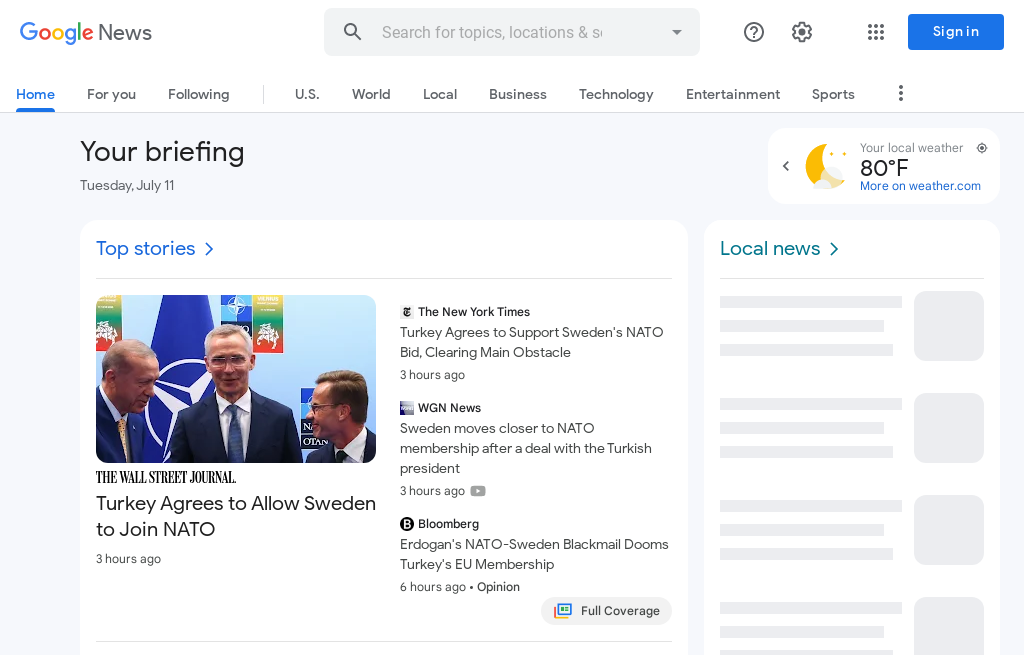 Google News
Search for topics, locations & so
Sign in
Home
For you
Following
U.S.
World
Local
Business
Technology
Entertainment
Sports
Your briefing
Tuesday, July 11
Your local weather
80°F
More on weather.com
Top stories
Local news
THE WALL STREET JOURNAL.
Turkey Agrees to Allow Sweden
to Join NATO
3 hours ago
The New York Times
Turkey Agrees to Support Sweden's NATO
Bid, Clearing Main Obstacle
3 hours ago
WGN News
Sweden moves closer to NATO
membership after a deal with the Turkish
president
3 hours ago
Bloomberg
Erdogan's NATO-Sweden Blackmail Dooms
Turkey's EU Membership
6 hours ago • Opinion
Full Coverage